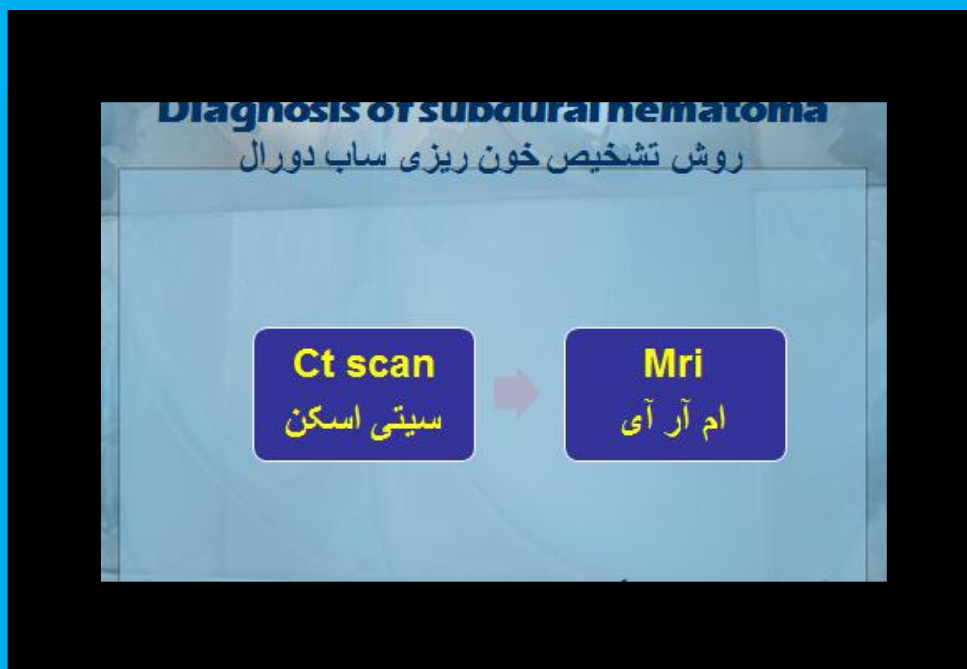 Diagnosis of subdural hematoma
روش تشخیص خون ریزی ساب دورال
Ct scan
سیتی اسکن
Mri
ام آر آی